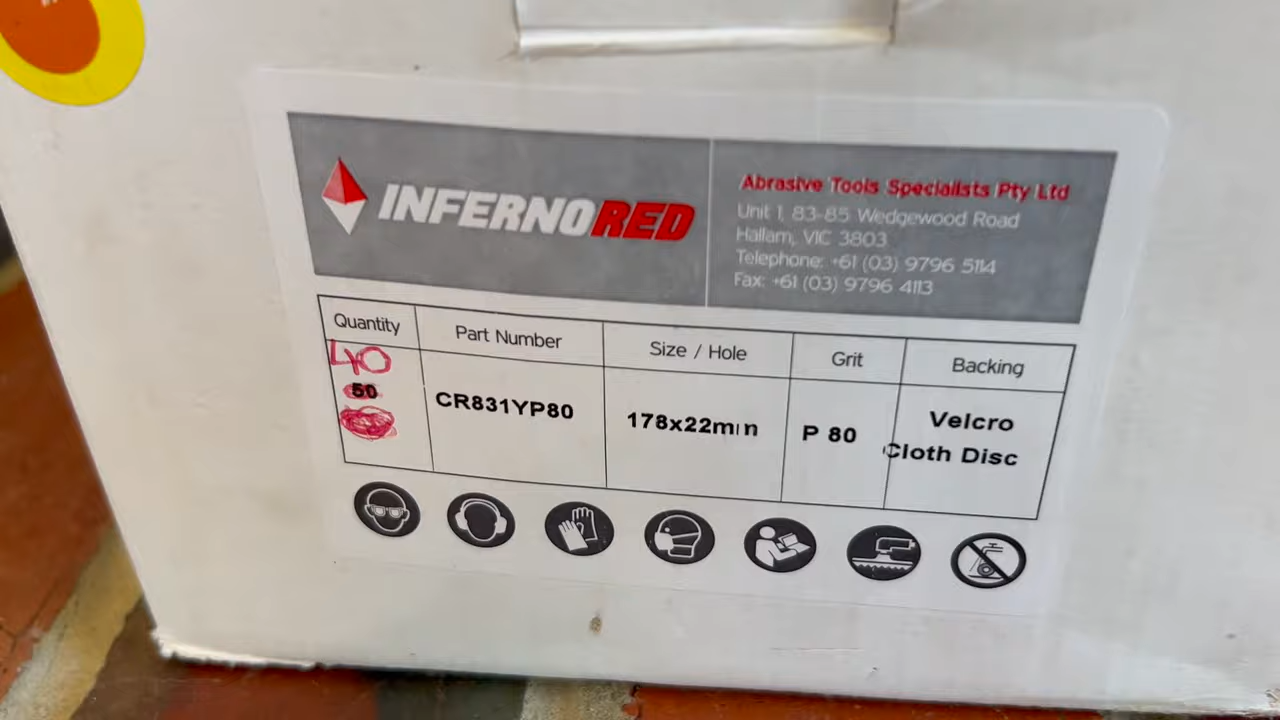 INFERNORED
Abrasive Tools Specialists Pty Ltd
Unit 1, 83-85 Wedgewood Road
Hallam, VIC 3803
Telephone: +61 (03) 9796 5114
Fax: +61 (03) 9796 4113
Quantity Part Number Size / Hole Grit Backing
40
50
CR831YP80 178x22mm P 80 Velcro
Cloth Disc